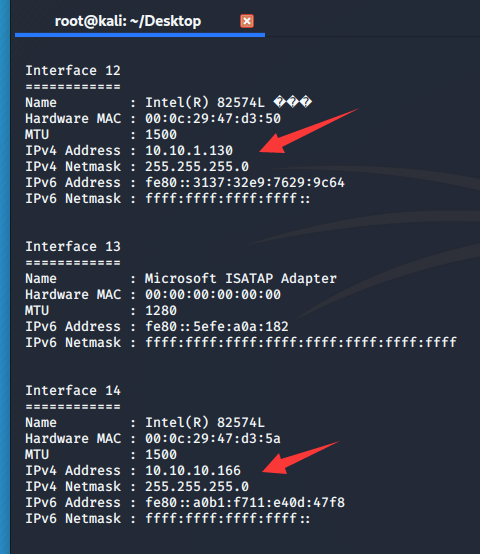 root@kali: ~/Desktop
Interface 12
============
Name : Intel(R) 82574L ���
Hardware MAC : 00:0c:29:47:d3:50
MTU : 1500
IPv4 Address : 10.10.1.130
IPv4 Netmask : 255.255.255.0
IPv6 Address : fe80::3137:32e9:7629:9c64
IPv6 Netmask : ffff:ffff:ffff:ffff::
Interface 13
============
Name : Microsoft ISATAP Adapter
Hardware MAC : 00:00:00:00:00:00
MTU : 1280
IPv6 Address : fe80::5efe:a0a:182
IPv6 Netmask : ffff:ffff:ffff:ffff:ffff:ffff:ffff:ffff
Interface 14
============
Name : Intel(R) 82574L
Hardware MAC : 00:0c:29:47:d3:5a
MTU : 1500
IPv4 Address : 10.10.10.166
IPv4 Netmask : 255.255.255.0
IPv6 Address : fe80::a0b1:f711:e40d:47f8
IPv6 Netmask : ffff:ffff:ffff:ffff::